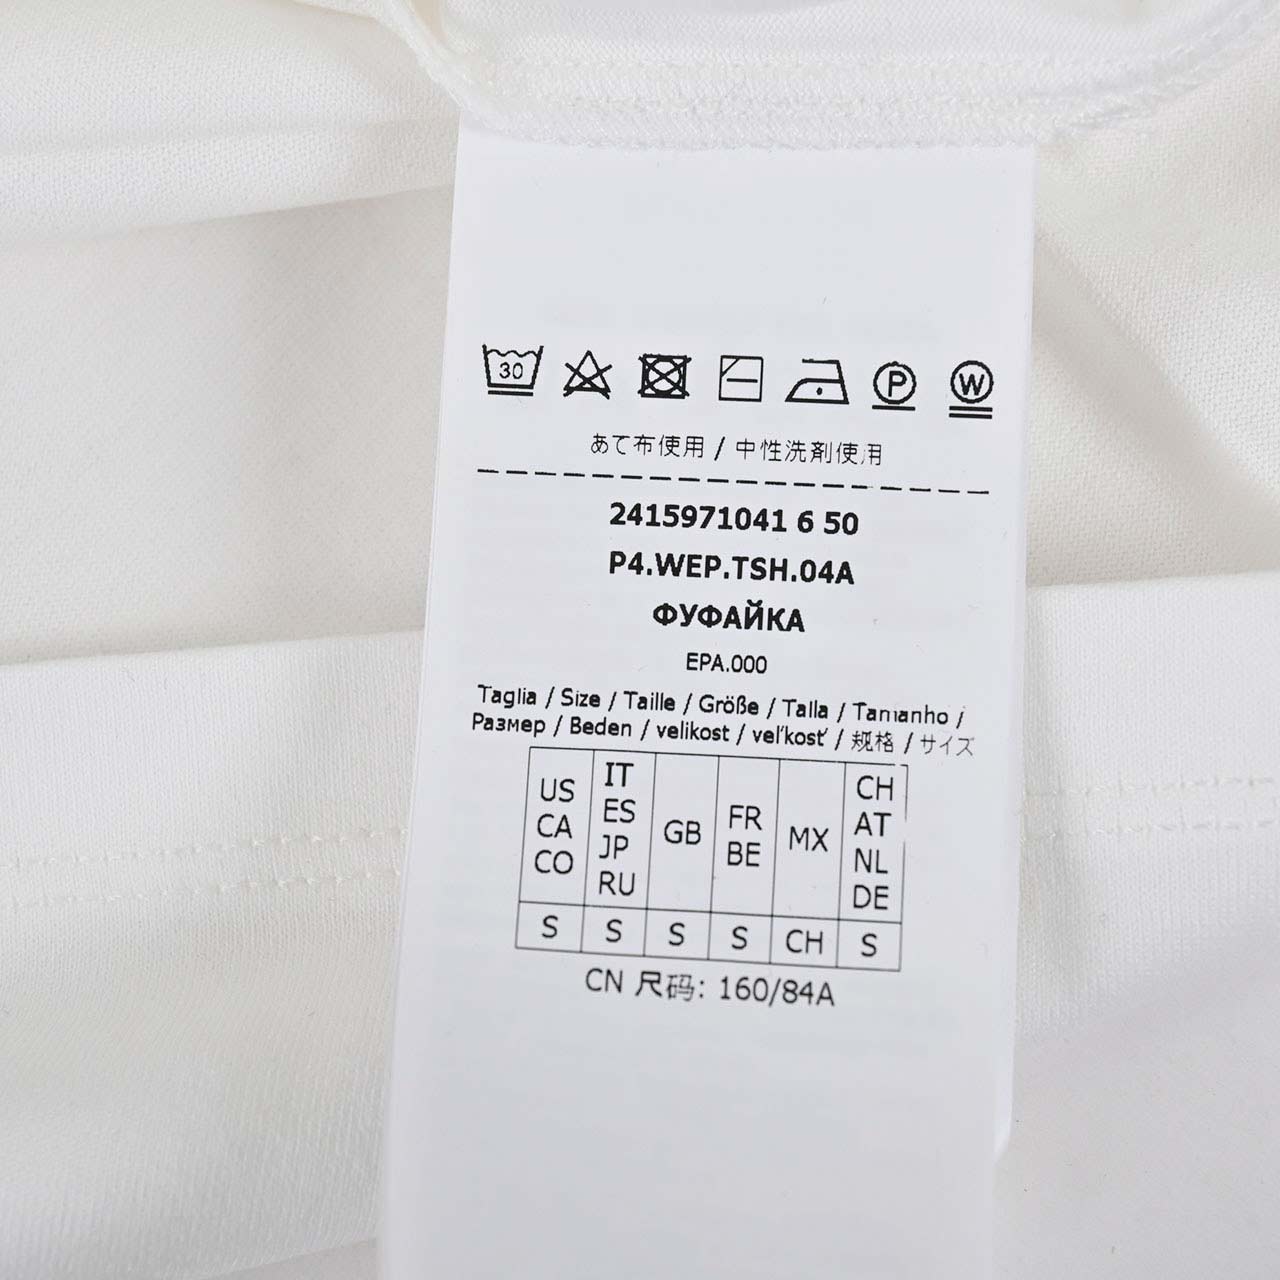 30 P W
あて布使用 / 中性洗剤使用
2415971041 6 50
P4.WEP.TSH.04A
ФУФАЙКА
EPA.000
Taglia / Size / Taille / Größe / Talla / Tamanho /
Размер / Beden / velikost / veľkosť / 规格 / サイズ
US CA CO
IT ES JP RU
GB
FR BE
MX
CH AT NL DE
S S S S CH S
CN 尺码: 160/84A